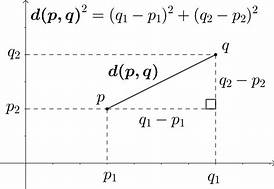 d(p, q)² = (q₁ − p₁)² + (q₂ − p₂)²
q
q₂
d(p, q)
q₂ − p₂
p
p₂
q₁ − p₁
p₁
q₁